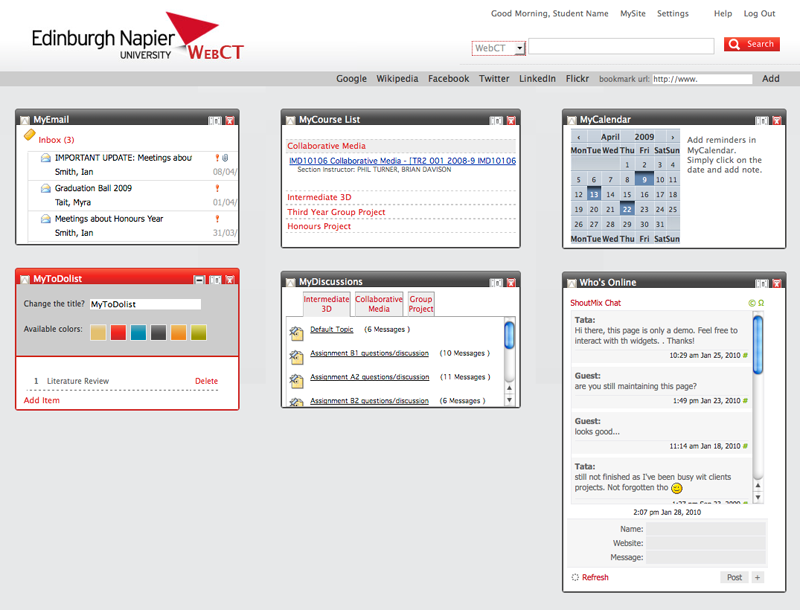 Good Morning, Student Name MySite Settings Help Log Out
Edinburgh Napier
UNIVERSITY WEBCT
WebCT Search
Google Wikipedia Facebook Twitter LinkedIn Flickr bookmark url: http://www. Add
MyEmail
Inbox (3)
IMPORTANT UPDATE: Meetings abou
Smith, Ian 08/04/
Graduation Ball 2009
Tait, Myra 01/04/
Meetings about Honours Year
Smith, Ian 31/03/
MyCourse List
Collaborative Media
IMD10106 Collaborative Media - [TR2 001 2008-9 IMD10106
Section Instructor: PHIL TURNER, BRIAN DAVISON
Intermediate 3D
Third Year Group Project
Honours Project
MyCalendar
‹ April 2009 ›
Mon Tue Wed Thu Fri Sat Sun
1 2 3 4
5 6 7 8 9 10 11
12 13 14 15 16 17 18
19 20 21 22 23 24 25
26 27 28 29 30 31
Mon Tue Wed Thu Fri Sat Sun
Add reminders in
MyCalendar.
Simply click on the
date and add note.
MyToDolist
Change the title? MyToDolist
Available colors:
1 Literature Review Delete
Add Item
MyDiscussions
Intermediate
3D
Collaborative
Media
Group
Project
Default Topic (6 Messages )
Assignment B1 questions/discussion (10 Messages )
Assignment A2 questions/discussion (11 Messages )
Assignment B2 questions/discussion (6 Messages )
Who's Online
ShoutMix Chat © Ω
Tata:
Hi there, this page is only a demo. Feel free to
interact with th widgets. . Thanks!
10:29 am Jan 25, 2010 #
Guest:
are you still maintaining this page?
1:49 pm Jan 23, 2010 #
Guest:
looks good...
11:14 am Jan 18, 2010 #
Tata:
still not finished as I've been busy wit clients
projects. Not forgotten tho
2:07 pm Jan 28, 2010
Name:
Website:
Message:
Refresh Post +